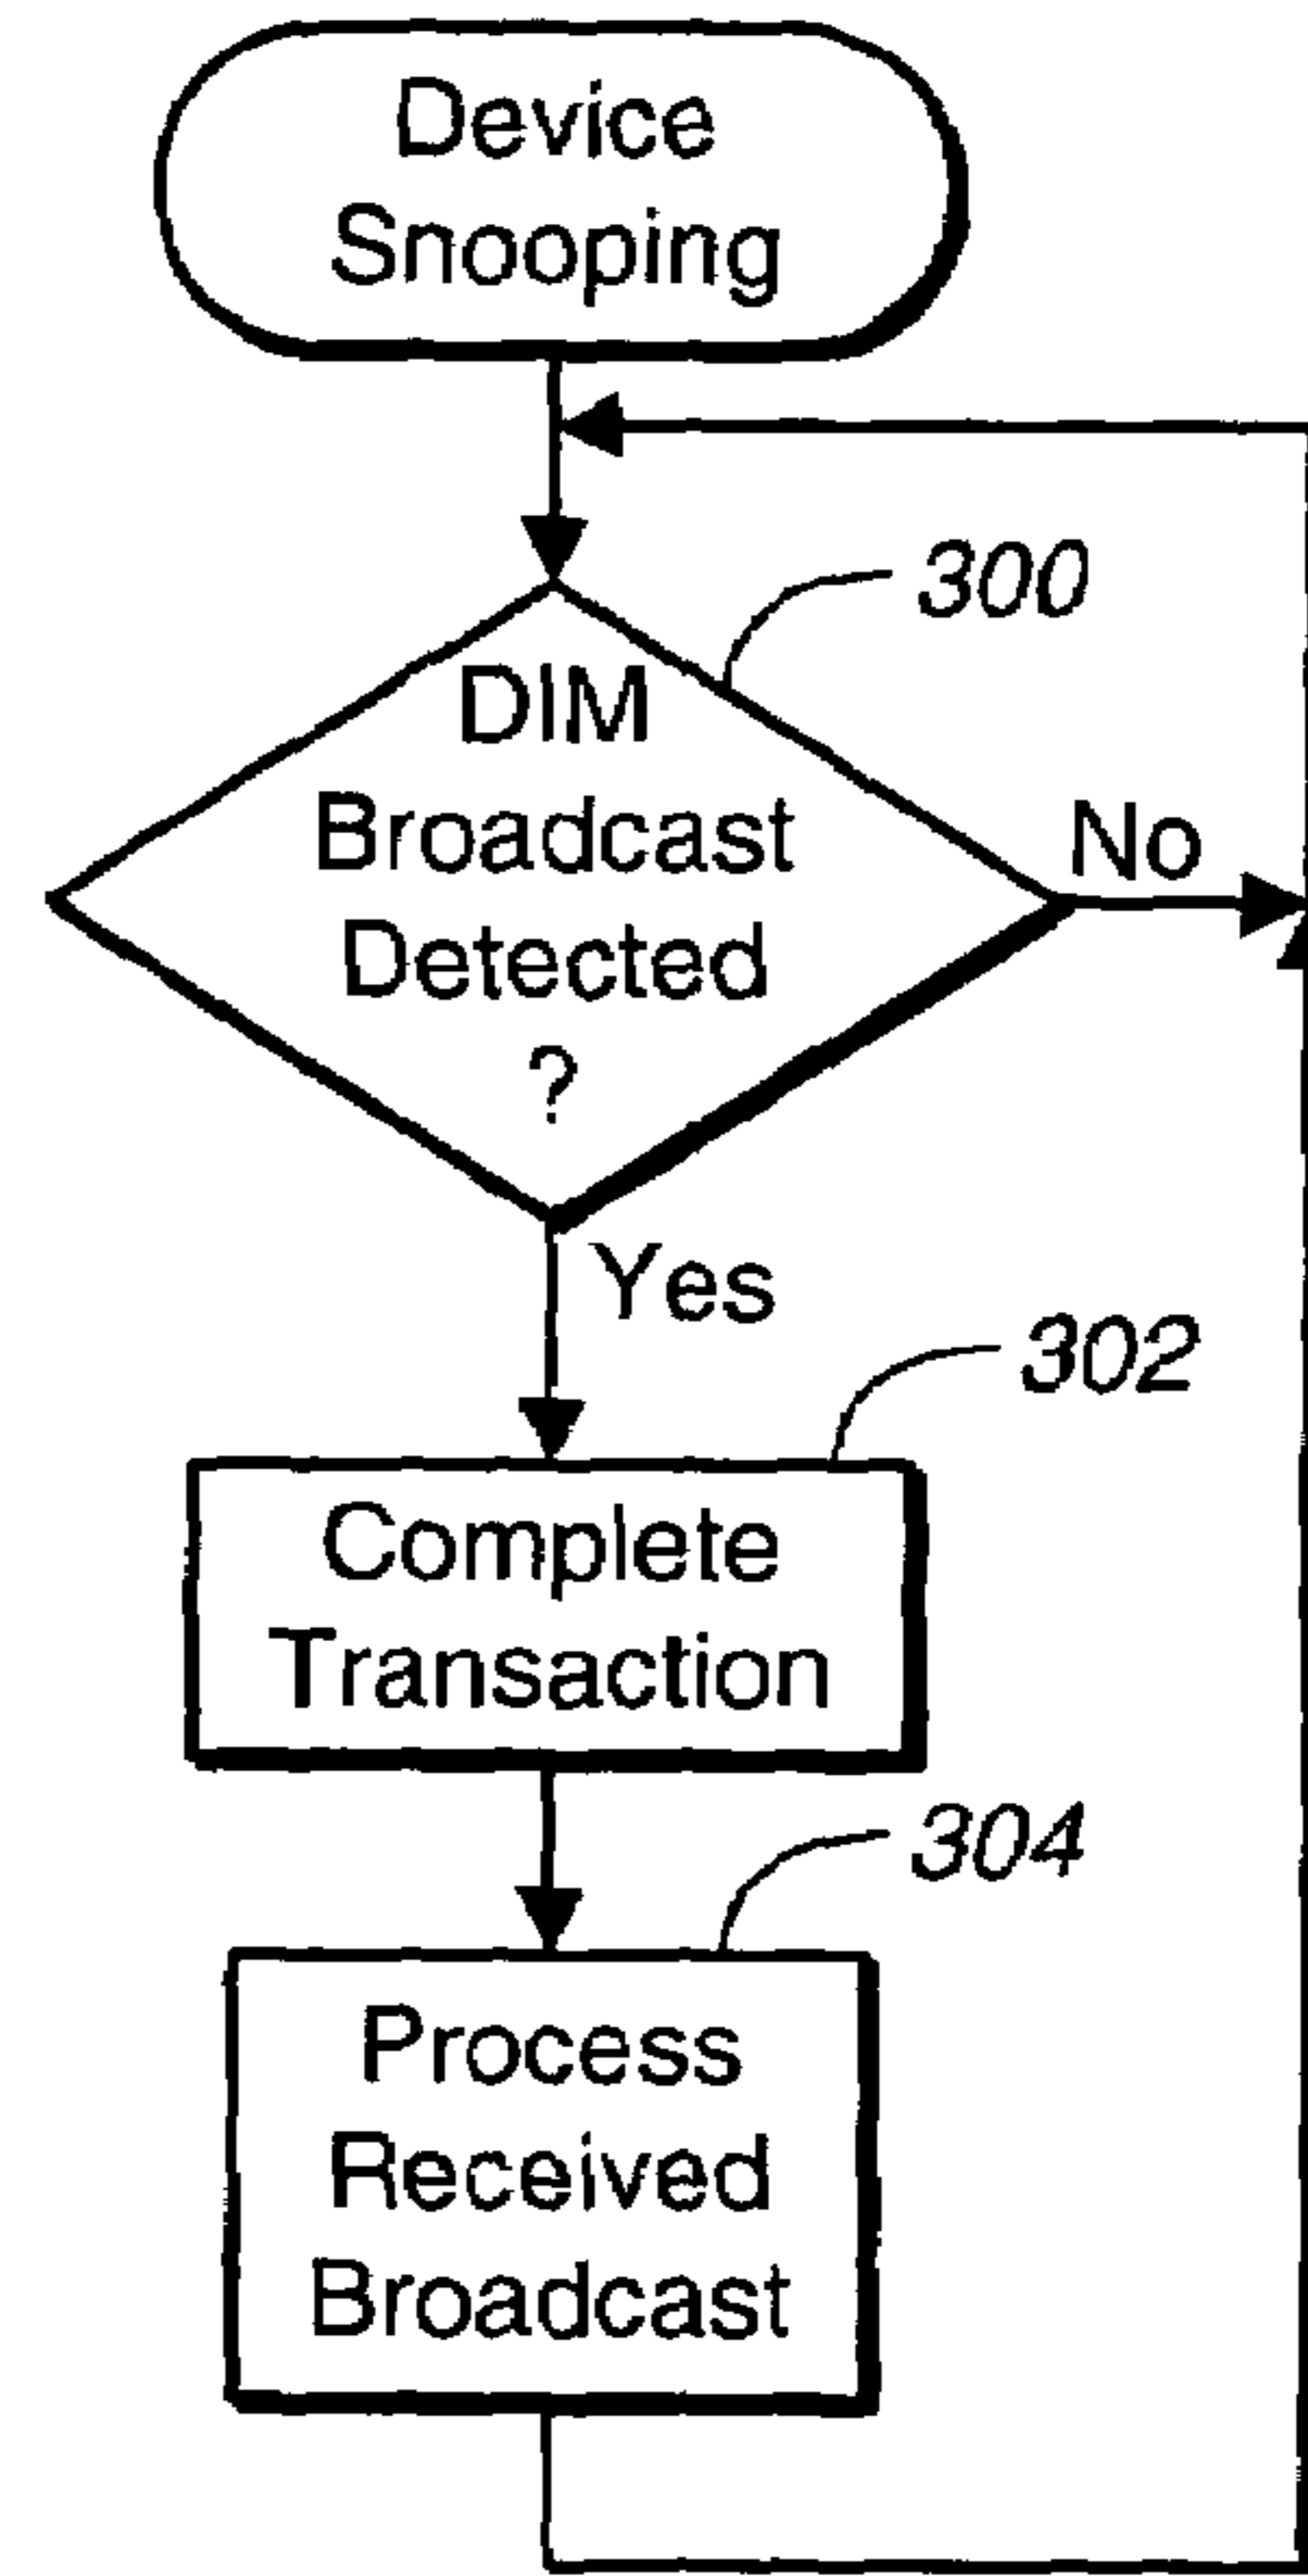 Device
Snooping
300
DIM
Broadcast
Detected
?
No
Yes
302
Complete
Transaction
304
Process
Received
Broadcast